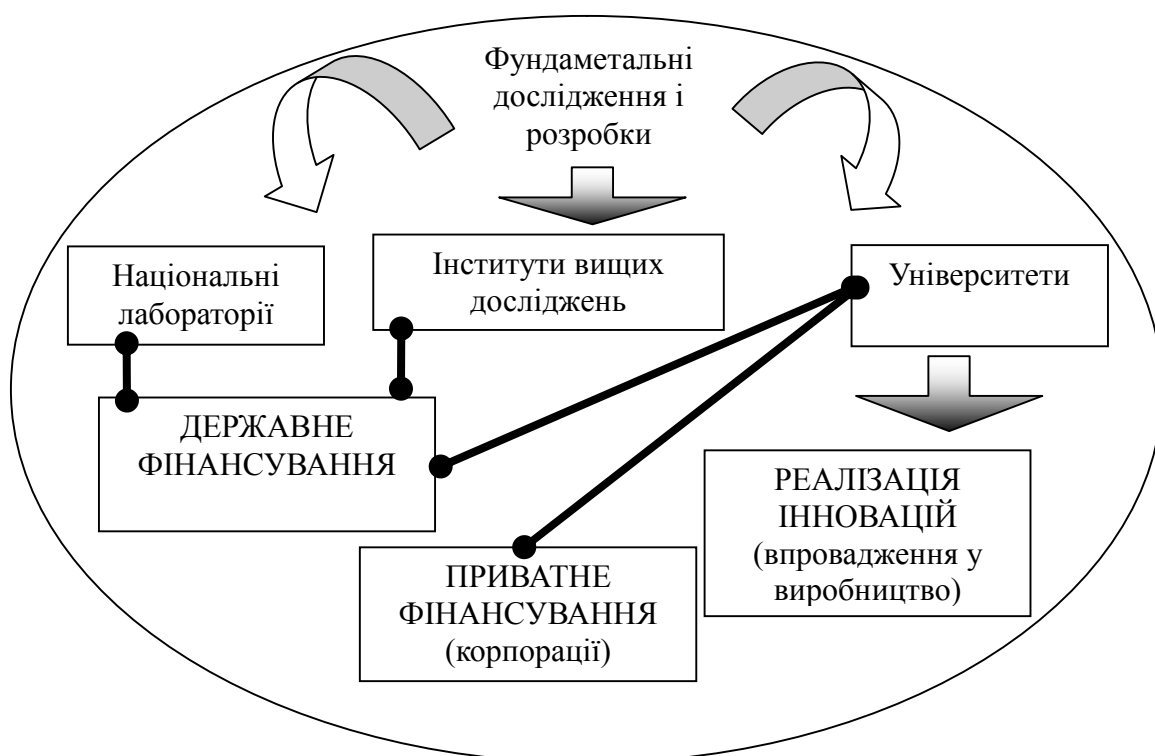 Фундаметальні
дослідження і
розробки
Національні
лабораторії
Інститути вищих
досліджень
Університети
ДЕРЖАВНЕ
ФІНАНСУВАННЯ
РЕАЛІЗАЦІЯ
ІННОВАЦІЙ
(впровадження у
виробництво)
ПРИВАТНЕ
ФІНАНСУВАННЯ
(корпорації)